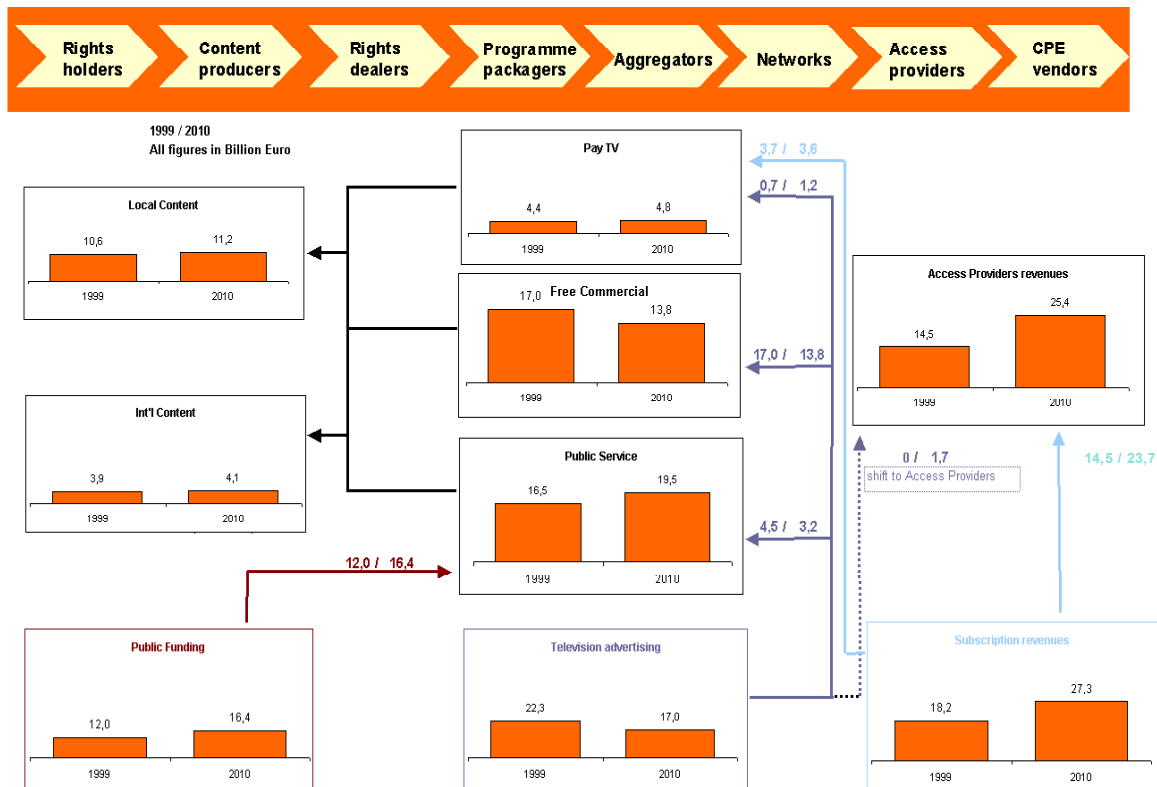 Rights holders
Content producers
Rights dealers
Programme packagers
Aggregators
Networks
Access providers
CPE vendors
1999 / 2010
All figures in Billion Euro
Local Content
10,6
11,2
1999
2010
Int'l Content
3,9
4,1
1999
2010
Pay TV
4,4
4,8
1999
2010
Free Commercial
17,0
13,8
1999
2010
Public Service
16,5
19,5
1999
2010
3,7 / 3,6
0,7 / 1,2
17,0 / 13,8
4,5 / 3,2
Access Providers revenues
14,5
25,4
1999
2010
0 / 1,7
shift to Access Providers
14,5 / 23,7
12,0 / 16,4
Public Funding
12,0
16,4
1999
2010
Television advertising
22,3
17,0
1999
2010
Subscription revenues
18,2
27,3
1999
2010